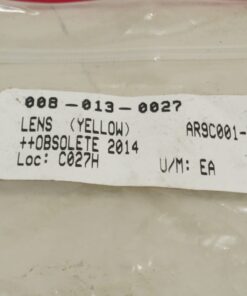 008-013-0027
LENS (YELLOW) AR9C001-
++OBSOLETE 2014
Loc: C027H U/M: EA